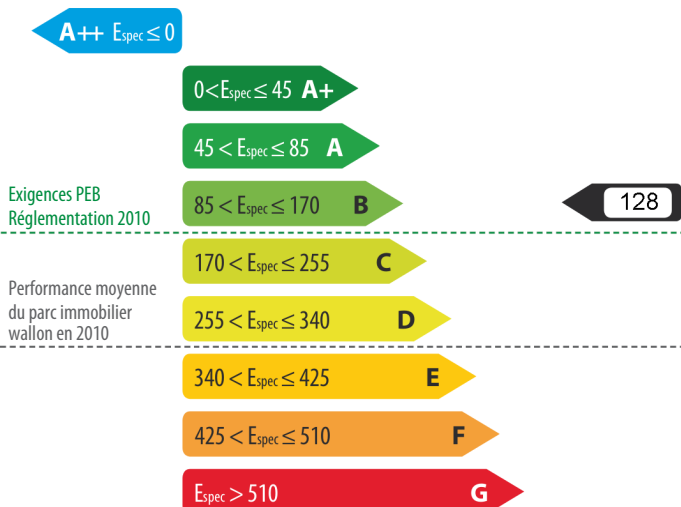 A++ Espec ≤ 0
0 < Espec ≤ 45 A+
45 < Espec ≤ 85 A
Exigences PEB
Réglementation 2010
85 < Espec ≤ 170 B
128
170 < Espec ≤ 255 C
Performance moyenne
du parc immobilier
wallon en 2010
255 < Espec ≤ 340 D
340 < Espec ≤ 425 E
425 < Espec ≤ 510 F
Espec > 510 G